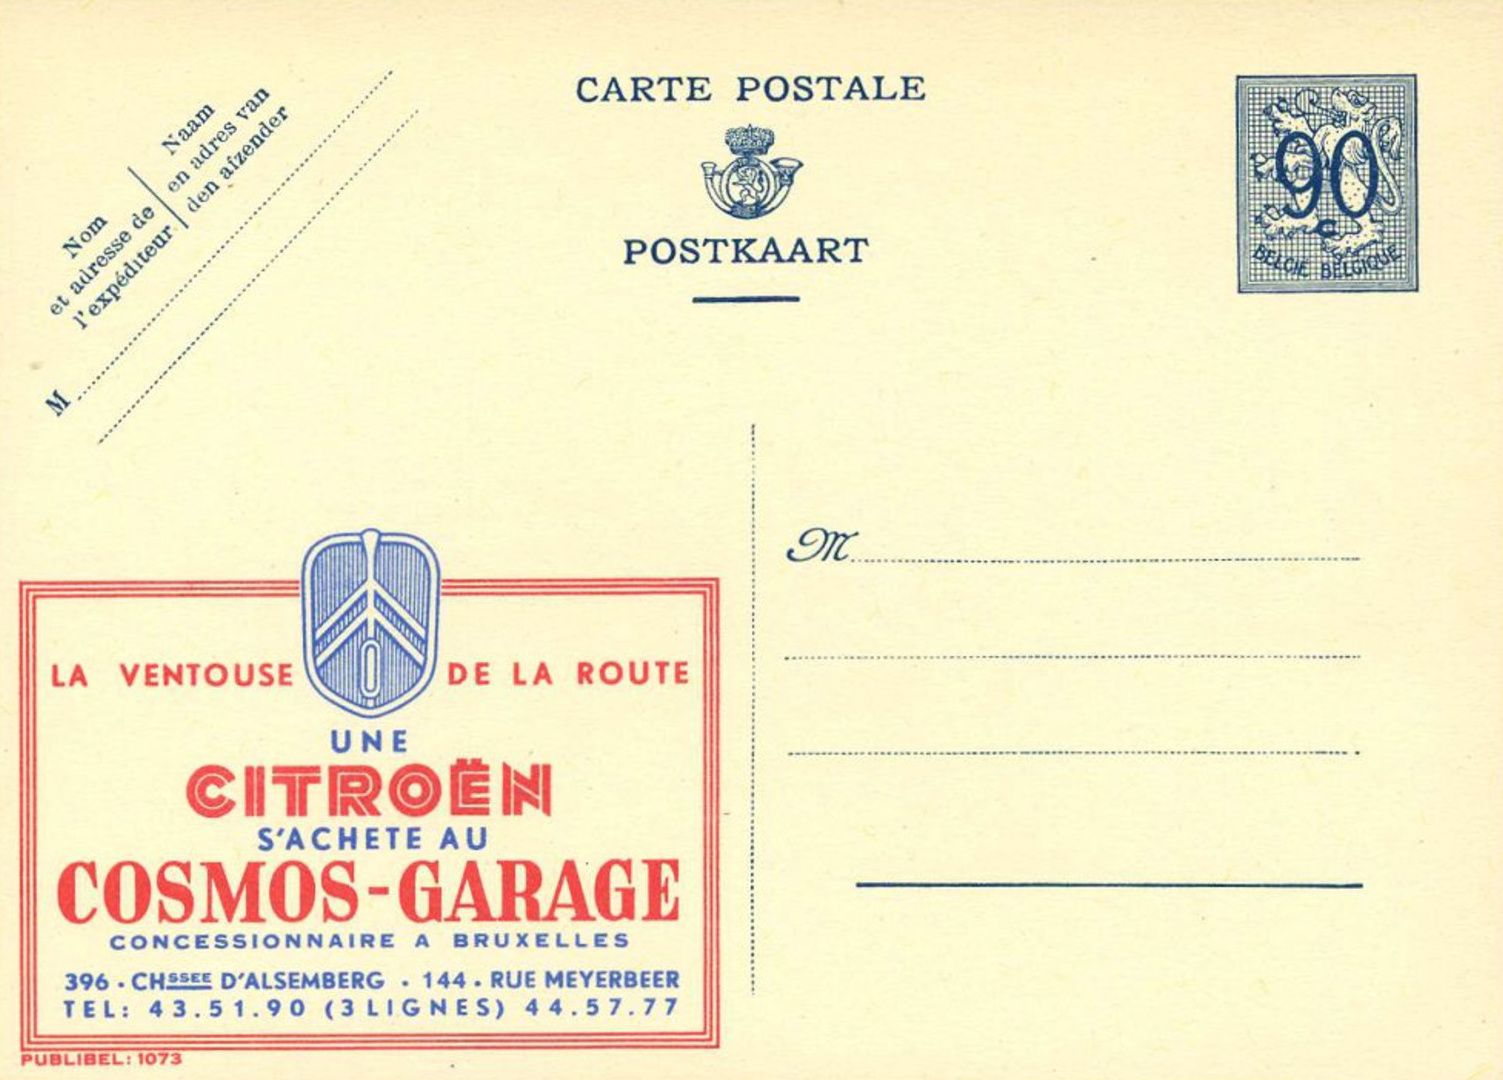 CARTE POSTALE
POSTKAART
Nom
et adresse de
l'expéditeur
Naam
en adres van
den afzender
M
90
c
BELGIE BELGIQUE
M
LA VENTOUSE DE LA ROUTE
UNE
CITROËN
S'ACHETE AU
COSMOS-GARAGE
CONCESSIONNAIRE A BRUXELLES
396 . CHSSEE D'ALSEMBERG . 144 . RUE MEYERBEER
TEL: 43.51.90 (3 LIGNES) 44.57.77
PUBLIBEL: 1073